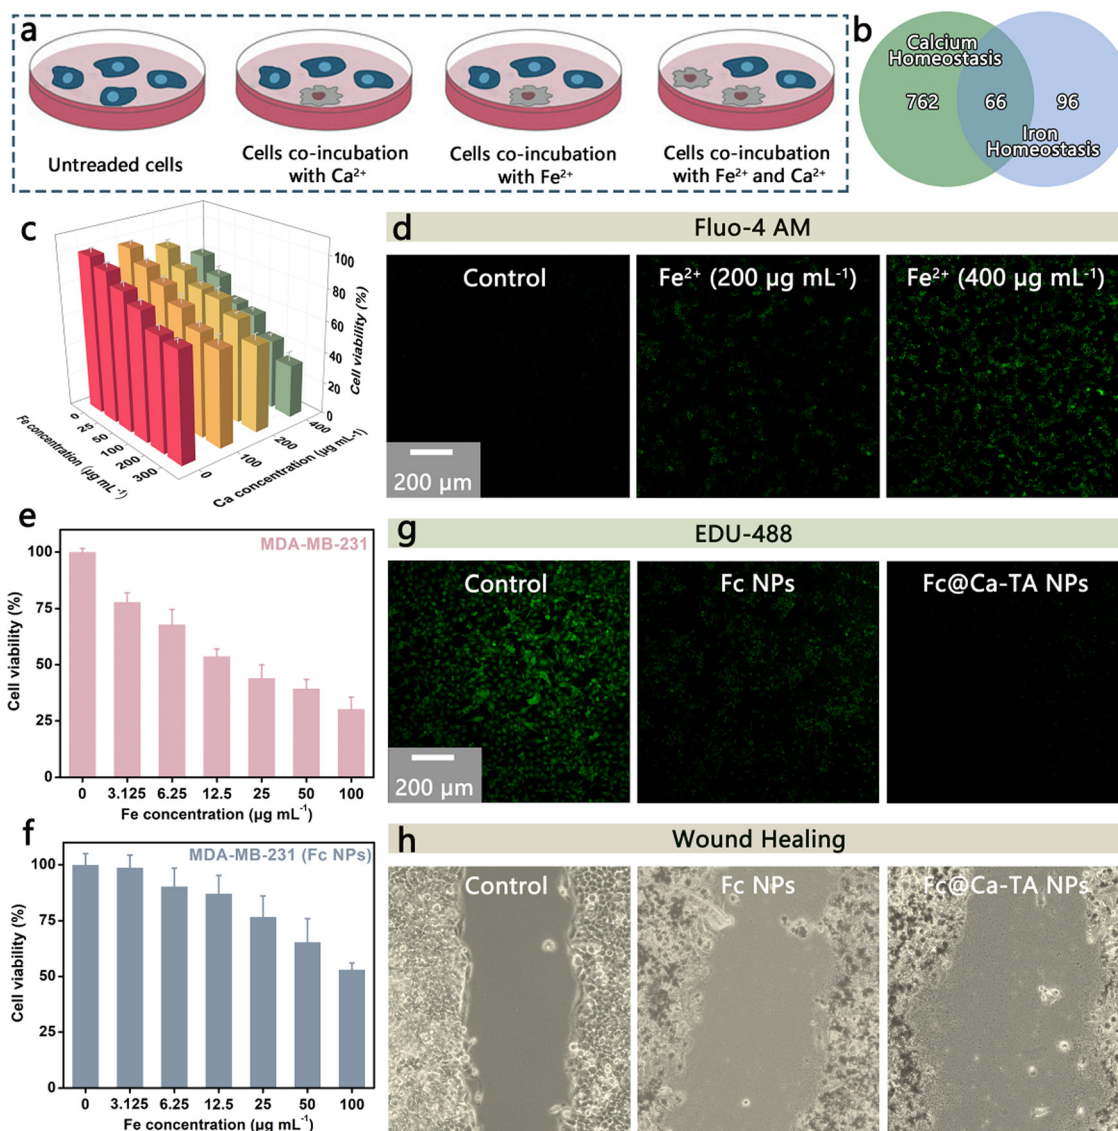 a
Untreaded cells
Cells co-incubation
with Ca²⁺
Cells co-incubation
with Fe²⁺
Cells co-incubation
with Fe²⁺ and Ca²⁺
b
Calcium
Homeostasis
762
66
96
Iron
Homeostasis
c
100
80
60
40
20
0
Cell viability (%)
0
25
50
100
200
300
Fe concentration (µg mL⁻¹)
0
100
200
400
Ca concentration (µg mL⁻¹)
d
Fluo-4 AM
Control
Fe²⁺ (200 µg mL⁻¹)
Fe²⁺ (400 µg mL⁻¹)
200 µm
e
MDA-MB-231
Cell viability (%)
100
75
50
25
0
0 3.125 6.25 12.5 25 50 100
Fe concentration (µg mL⁻¹)
f
MDA-MB-231 (Fc NPs)
Cell viability (%)
100
75
50
25
0
0 3.125 6.25 12.5 25 50 100
Fe concentration (µg mL⁻¹)
g
EDU-488
Control
Fc NPs
Fc@Ca-TA NPs
200 µm
h
Wound Healing
Control
Fc NPs
Fc@Ca-TA NPs